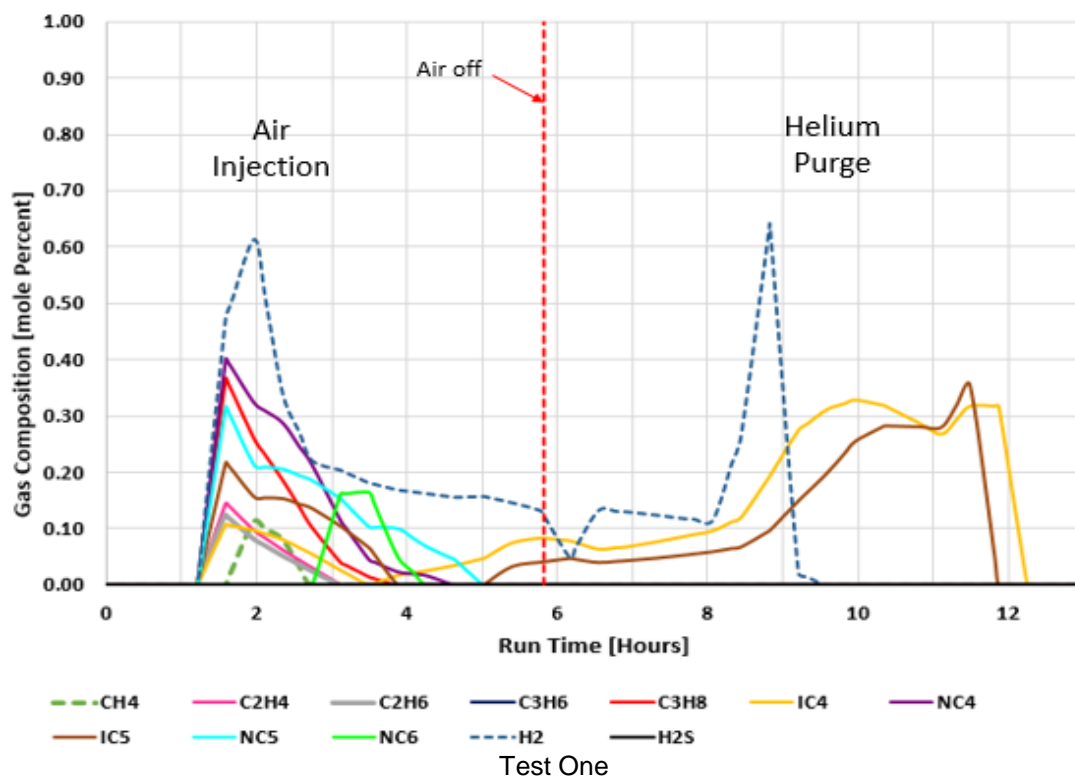 1.00
0.90
0.80
0.70
0.60
0.50
0.40
0.30
0.20
0.10
0.00
Gas Composition [mole Percent]
Air off
Air
Injection
Helium
Purge
0 2 4 6 8 10 12
Run Time [Hours]
CH4 C2H4 C2H6 C3H6 C3H8 IC4 NC4
IC5 NC5 NC6 H2 H2S
Test One